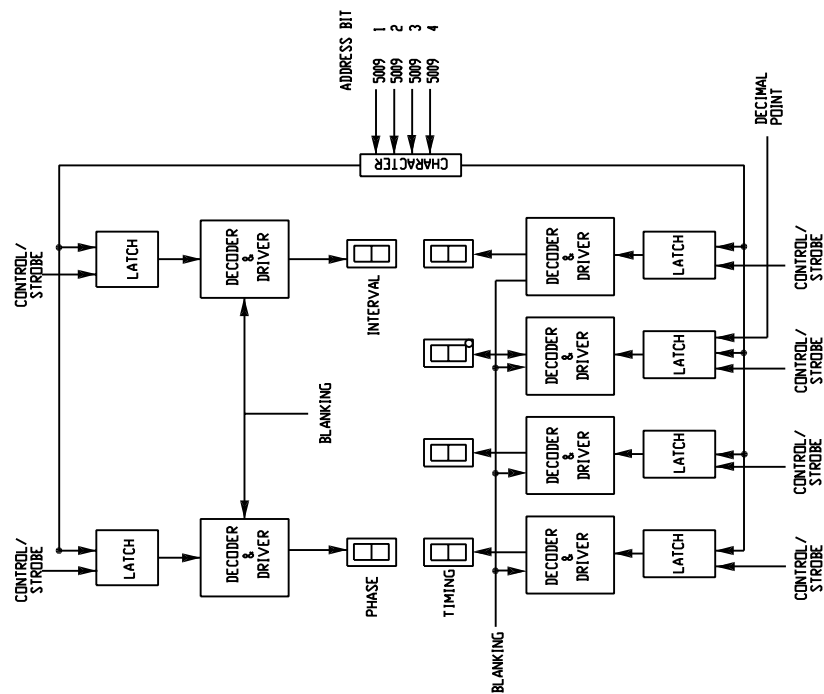 CONTROL/
STROBE
CONTROL/
STROBE
LATCH
LATCH
DECODER
&
DRIVER
DECODER
&
DRIVER
BLANKING
ADDRESS BIT
PHASE
INTERVAL
5009 1
5009 2
5009 3
5009 4
CHARACTER
TIMING
BLANKING
DECODER
&
DRIVER
DECODER
&
DRIVER
DECODER
&
DRIVER
DECODER
&
DRIVER
LATCH
LATCH
LATCH
LATCH
DECIMAL
POINT
CONTROL/
STROBE
CONTROL/
STROBE
CONTROL/
STROBE
CONTROL/
STROBE